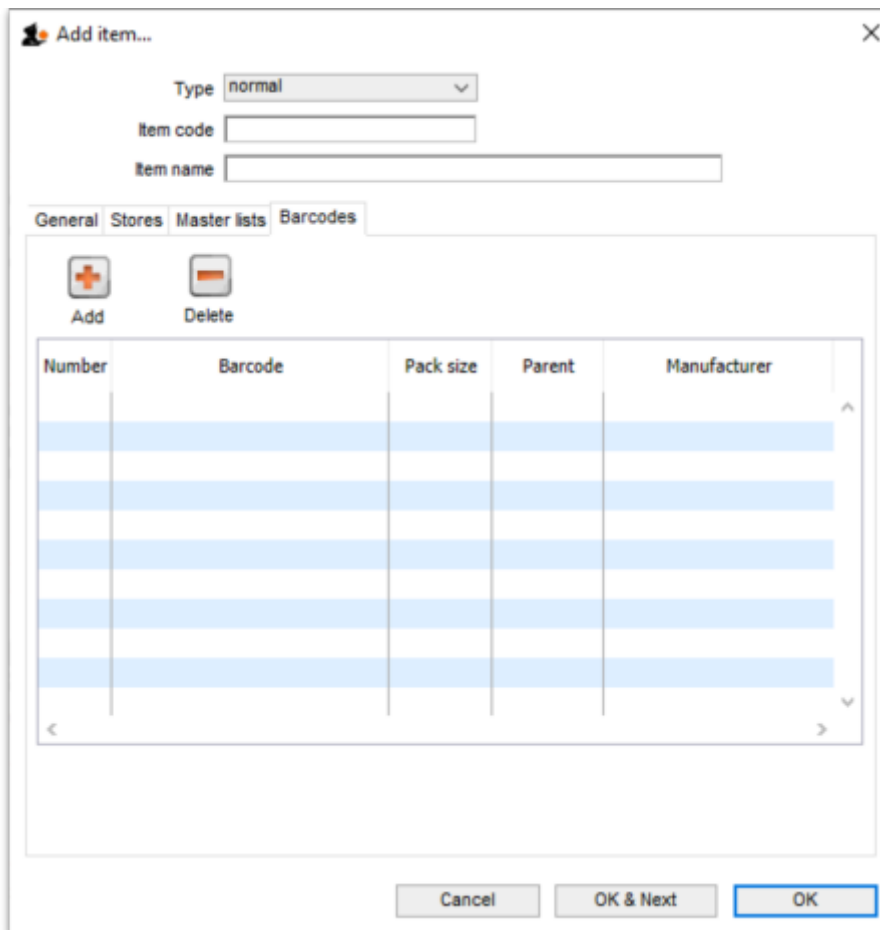 Add item...
Type normal
Item code
Item name
General Stores Master lists Barcodes
Add Delete
Number Barcode Pack size Parent Manufacturer
Cancel OK & Next OK